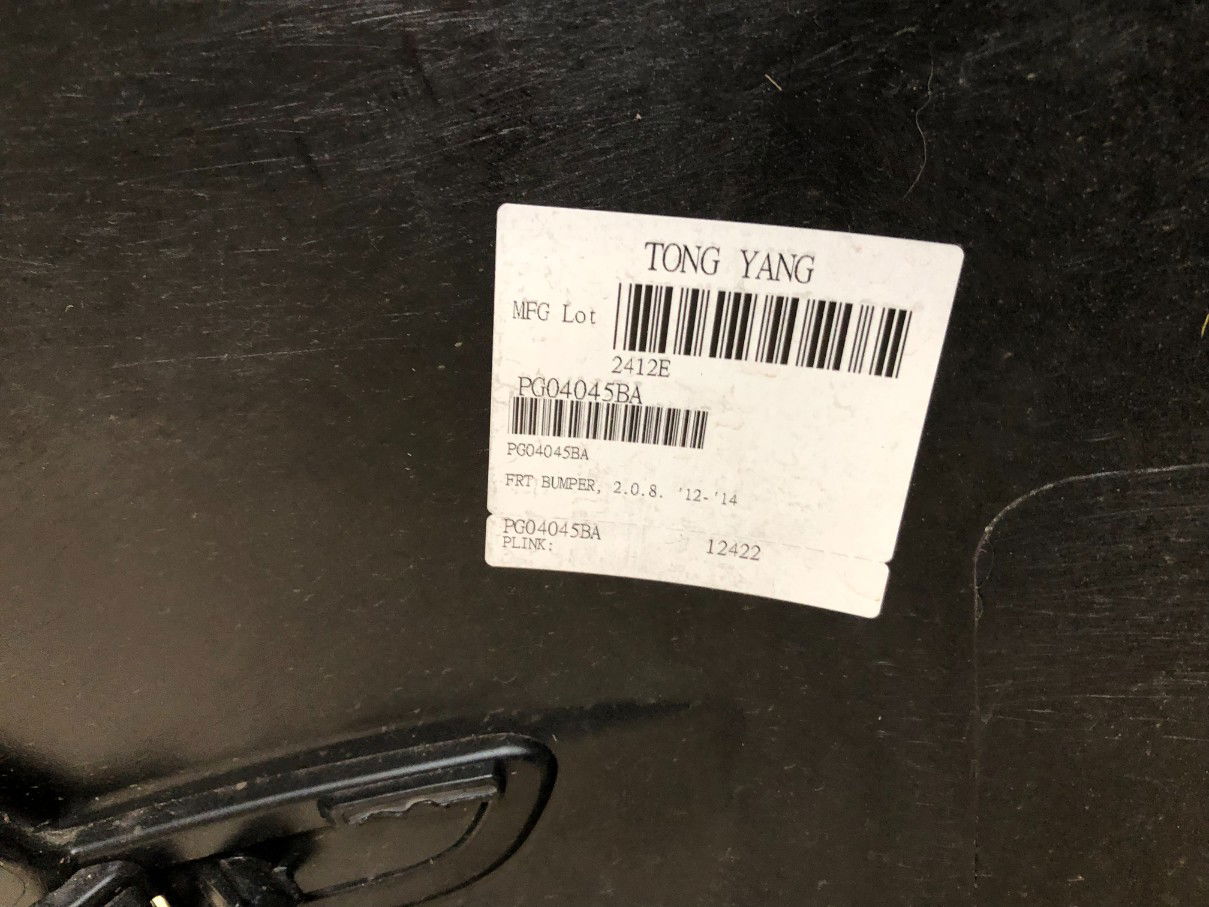 TONG YANG
MFG Lot
2412E
PG04045BA
PG04045BA
FRT BUMPER, 2.0.8. '12-'14
PG04045BA
PLINK: 12422